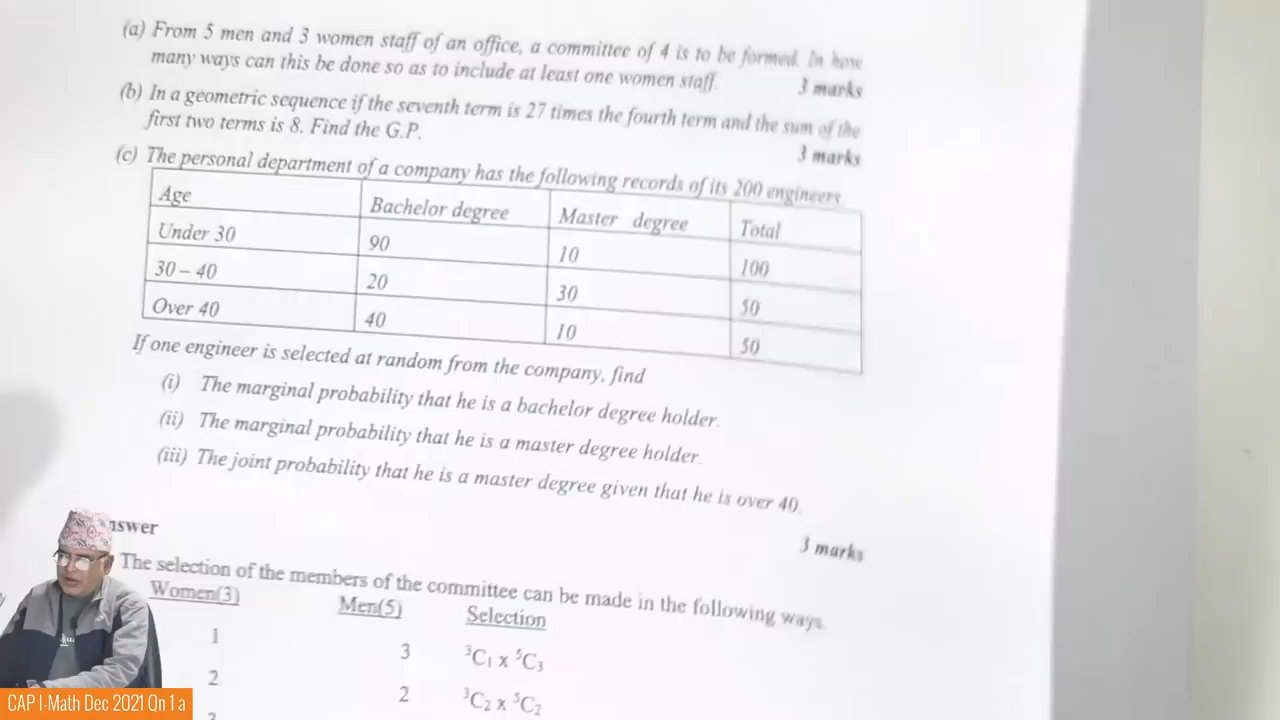 (a) From 5 men and 3 women staff of an office, a committee of 4 is to be formed. In how
many ways can this be done so as to include at least one women staff.
3 marks
(b) In a geometric sequence if the seventh term is 27 times the fourth term and the sum of the
first two terms is 8. Find the G.P.
3 marks
(c) The personal department of a company has the following records of its 200 engineers.
Age Bachelor degree Master degree Total
Under 30 90 10 100
30 – 40 20 30 50
Over 40 40 10 50
If one engineer is selected at random from the company, find
(i) The marginal probability that he is a bachelor degree holder.
(ii) The marginal probability that he is a master degree holder.
(iii) The joint probability that he is a master degree given that he is over 40.
3 marks
nswer
The selection of the members of the committee can be made in the following ways.
Women(3) Men(5) Selection
1 3 ³C₁ x ⁵C₃
2 2 ³C₂ x ⁵C₂
CAP I-Math Dec 2021 Qn 1 a